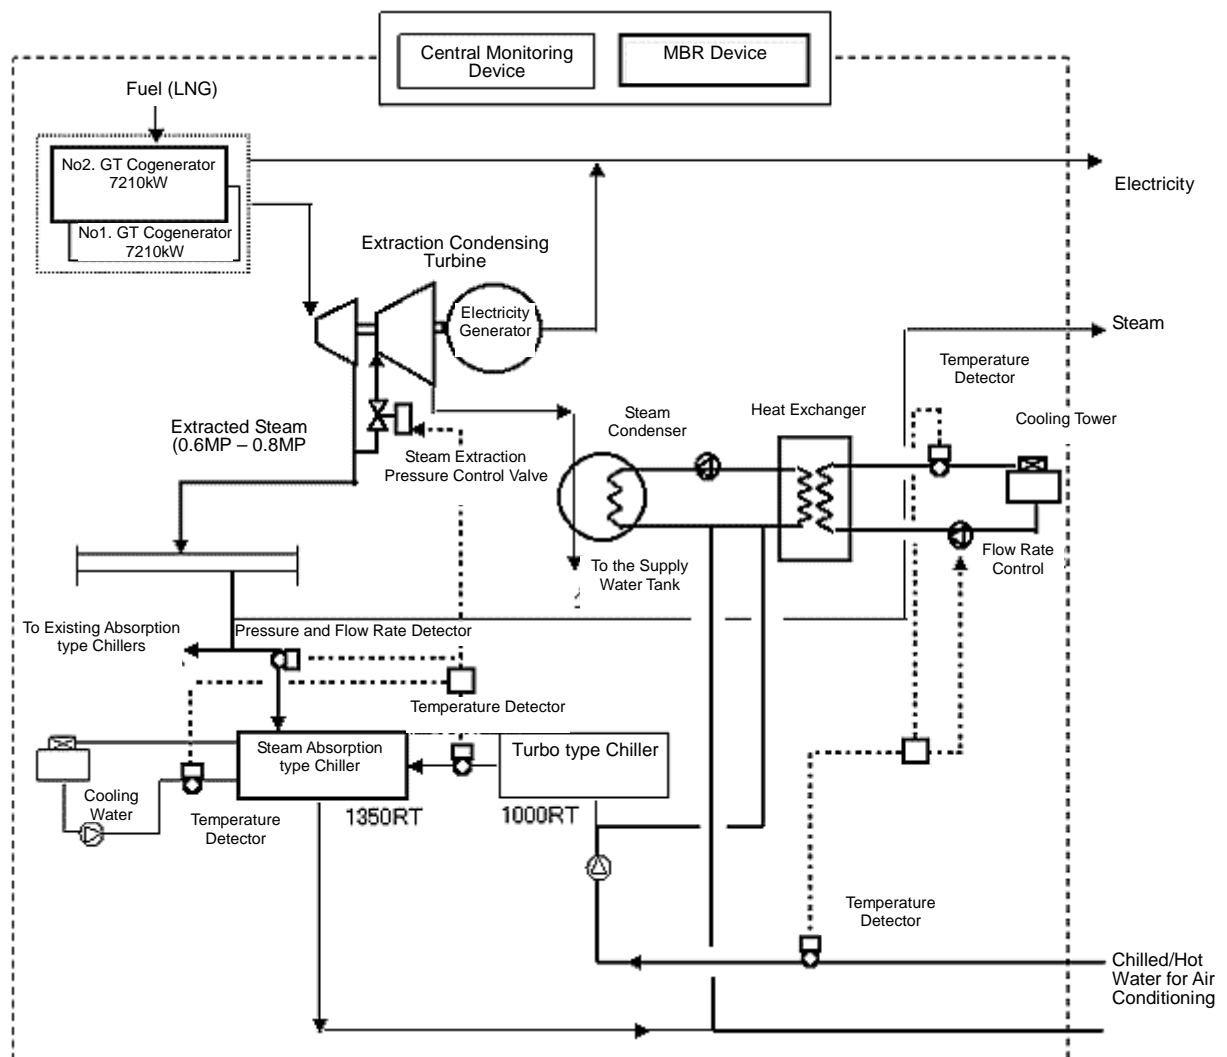 Central Monitoring
Device
MBR Device
Fuel (LNG)
No2. GT Cogenerator
7210kW
No1. GT Cogenerator
7210kW
Electricity
Extraction Condensing
Turbine
Electricity
Generator
Steam
Temperature
Detector
Extracted Steam
(0.6MP – 0.8MP
Steam Extraction
Pressure Control Valve
Steam
Condenser
Heat Exchanger
Cooling Tower
To the Supply
Water Tank
Flow Rate
Control
To Existing Absorption
type Chillers
Pressure and Flow Rate Detector
Temperature Detector
Steam Absorption
type Chiller
Turbo type Chiller
Cooling
Water
Temperature
Detector
1350RT
1000RT
Temperature
Detector
Chilled/Hot
Water for Air
Conditioning